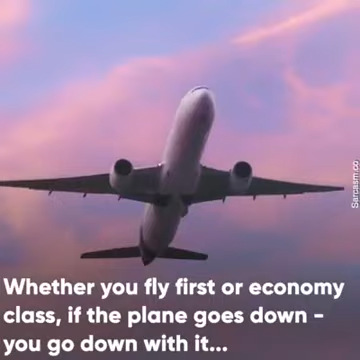 Sarcasm.co
Whether you fly first or economy
class, if the plane goes down -
you go down with it...